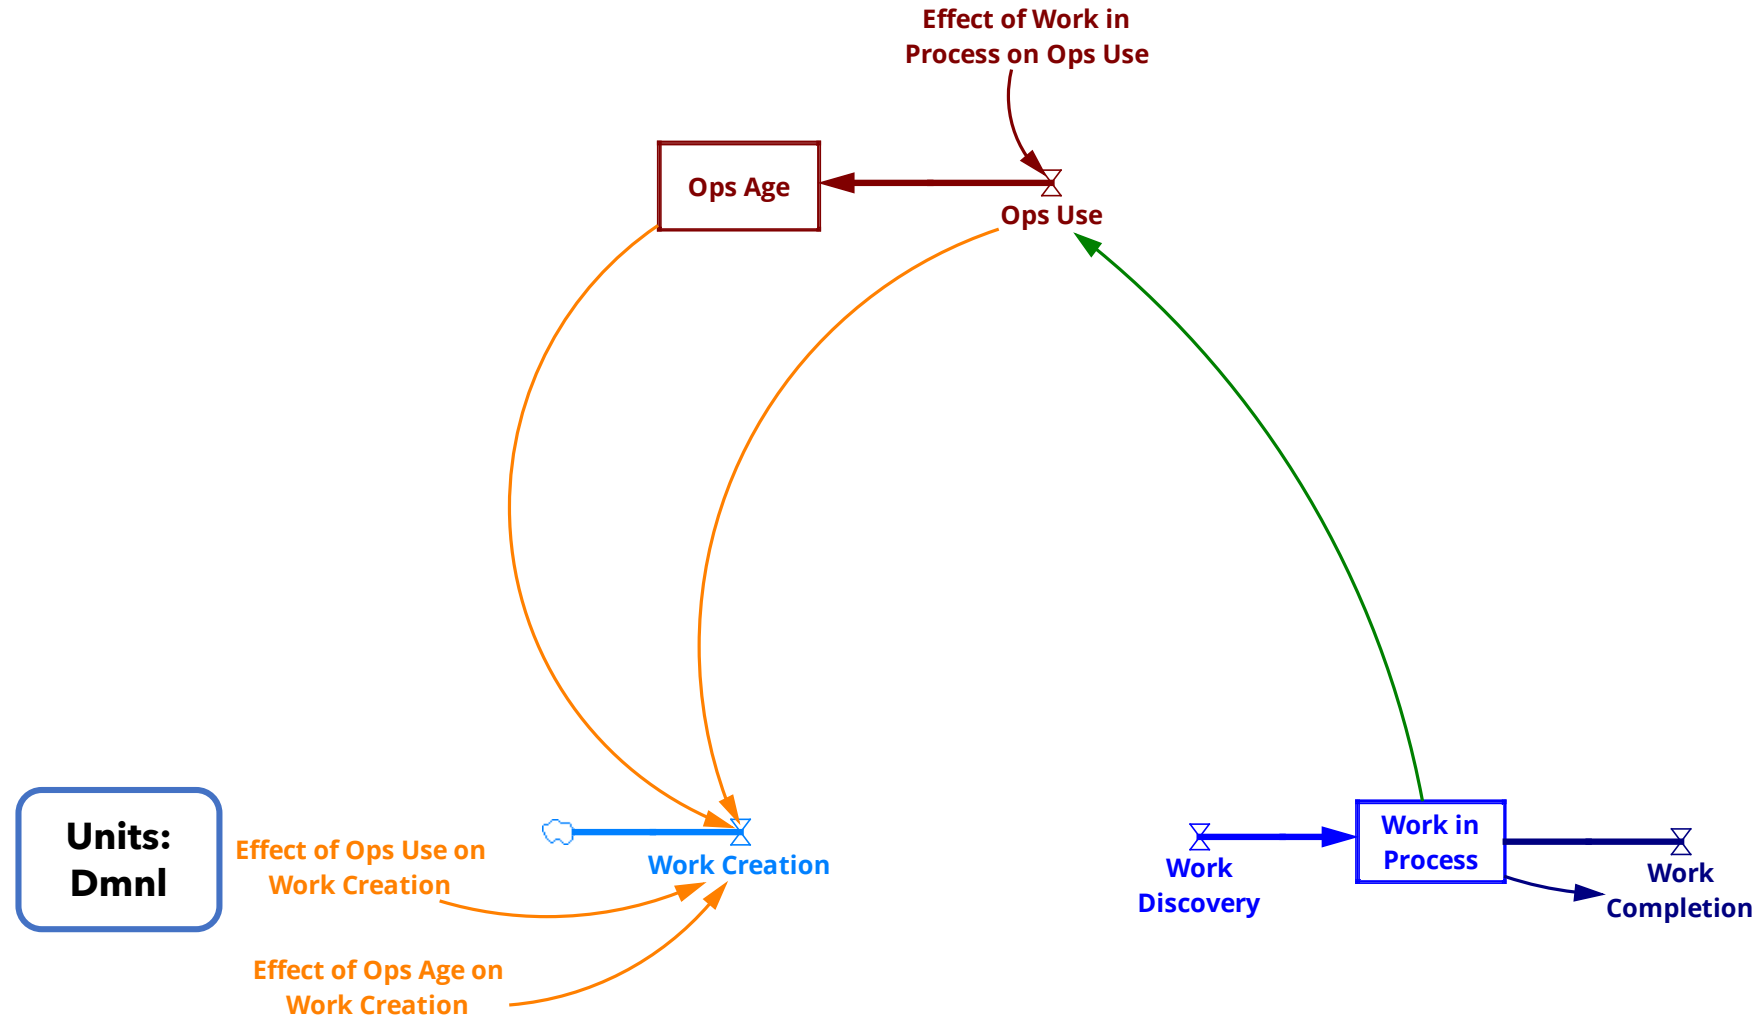 Effect of Work in
Process on Ops Use
Ops Age
Ops Use
Units:
Dmnl
Effect of Ops Use on
Work Creation
Work Creation
Effect of Ops Age on
Work Creation
Work
Discovery
Work in
Process
Work
Completion